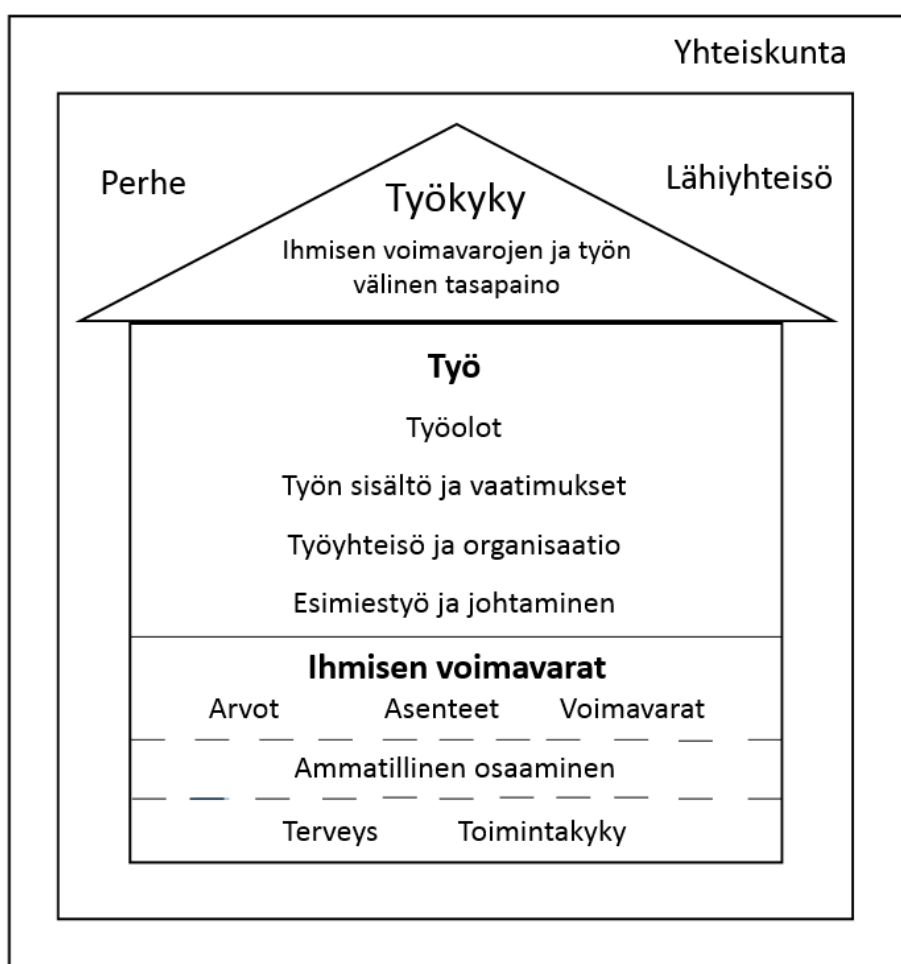 Yhteiskunta
Perhe
Lähiyhteisö
Työkyky
Ihmisen voimavarojen ja työn
välinen tasapaino
Työ
Työolot
Työn sisältö ja vaatimukset
Työyhteisö ja organisaatio
Esimiestyö ja johtaminen
Ihmisen voimavarat
Arvot Asenteet Voimavarat
Ammatillinen osaaminen
Terveys Toimintakyky